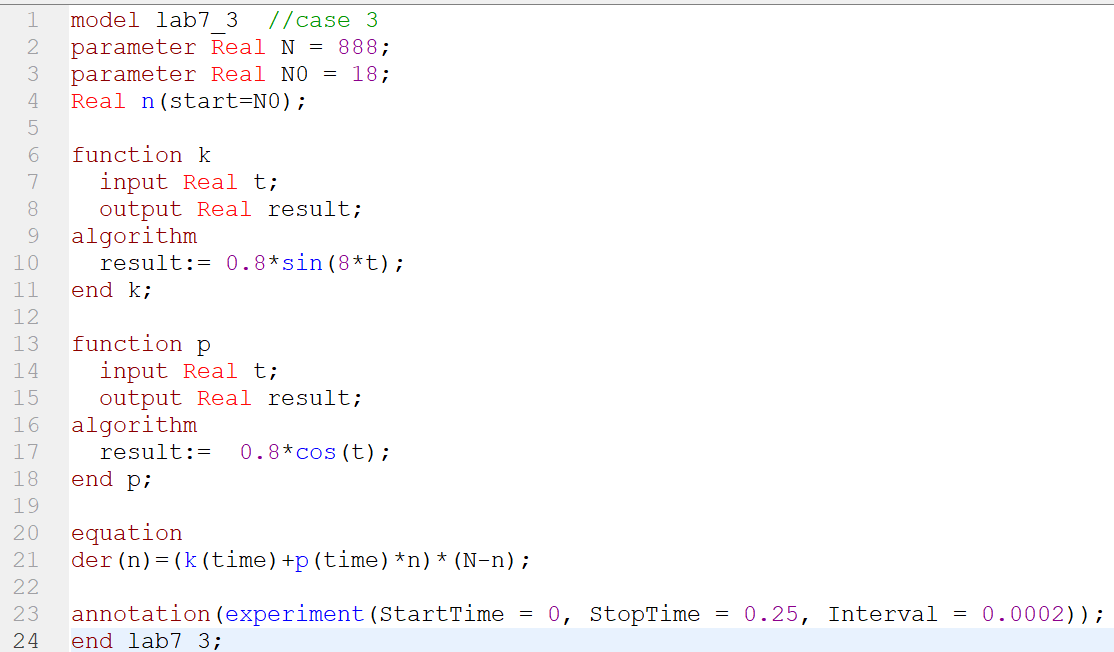 1 model lab7_3  //case 3
2 parameter Real N = 888;
3 parameter Real N0 = 18;
4 Real n(start=N0);
5
6 function k
7   input Real t;
8   output Real result;
9 algorithm
10   result:= 0.8*sin(8*t);
11 end k;
12
13 function p
14   input Real t;
15   output Real result;
16 algorithm
17   result:=  0.8*cos(t);
18 end p;
19
20 equation
21 der(n)=(k(time)+p(time)*n)*(N-n);
22
23 annotation(experiment(StartTime = 0, StopTime = 0.25, Interval = 0.0002));
24 end lab7 3;